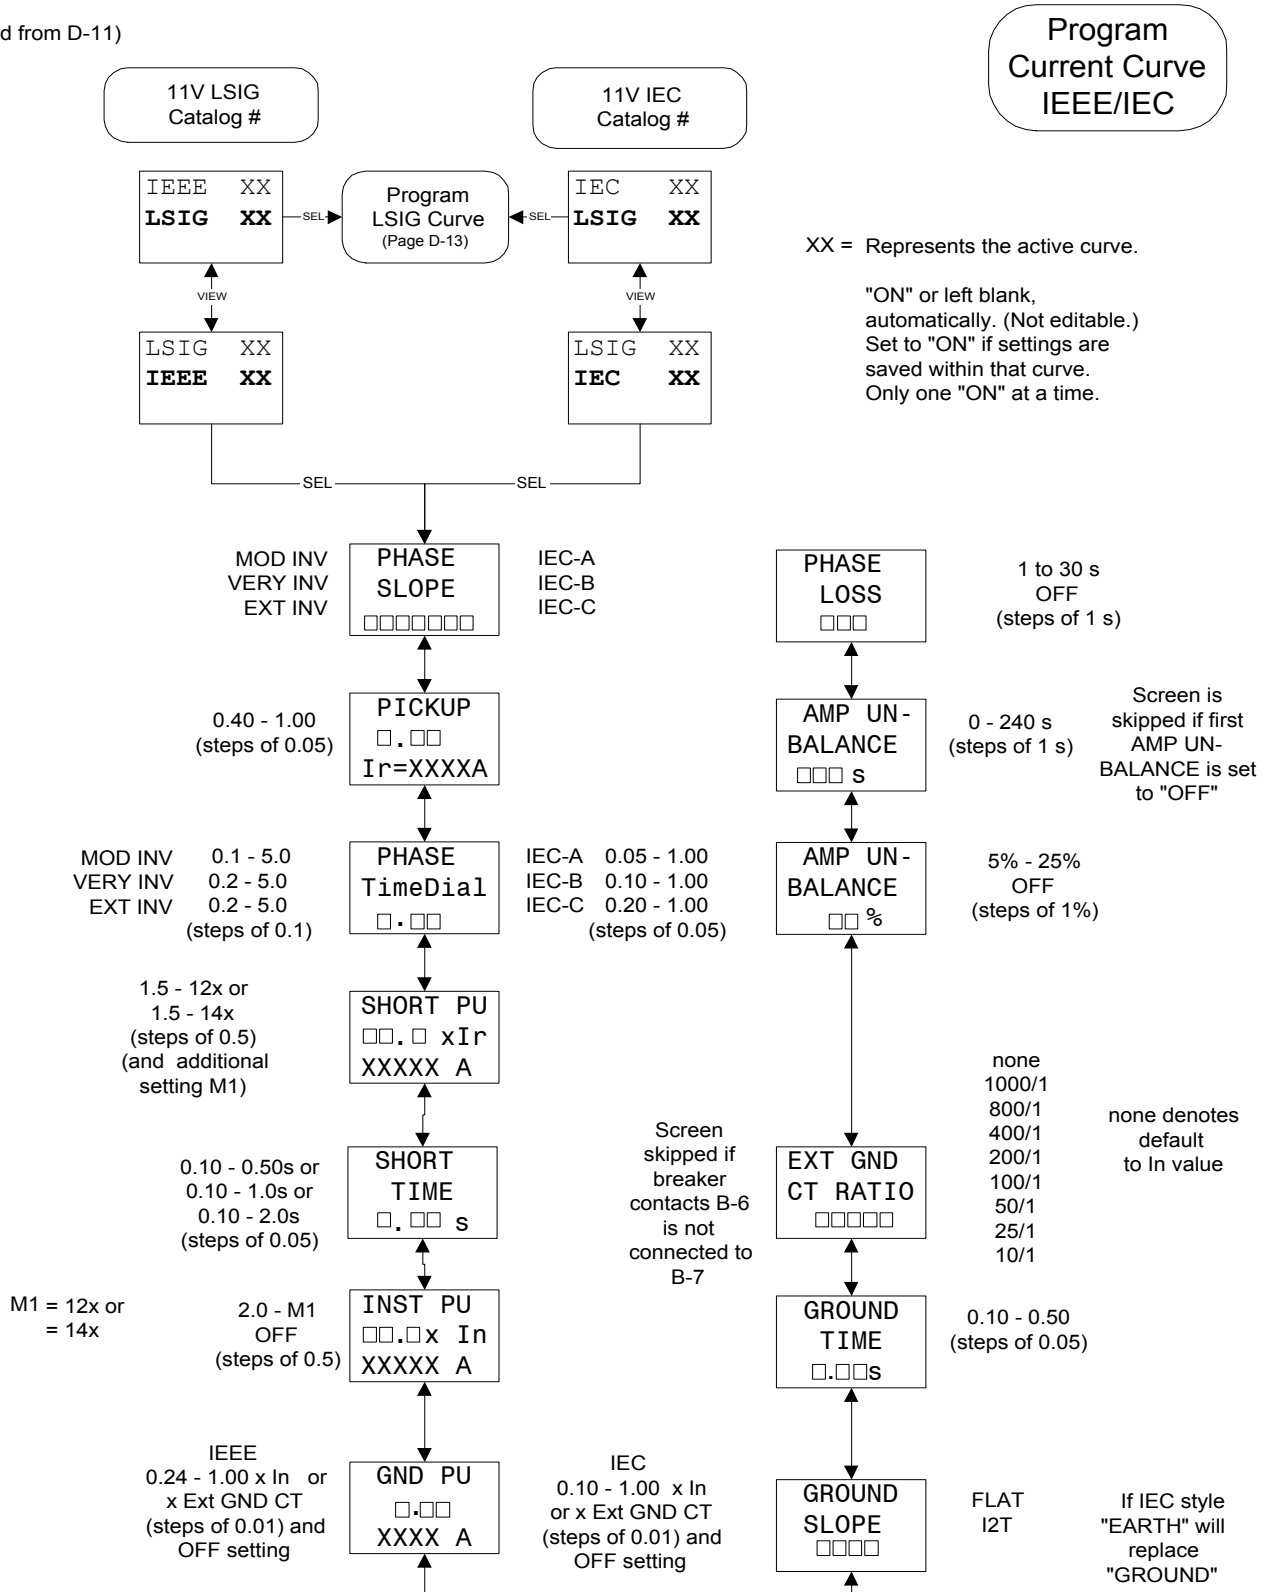 d from D-11)
Program
Current Curve
IEEE/IEC
11V LSIG
Catalog #
11V IEC
Catalog #
IEEE XX
LSIG XX
SEL
Program
LSIG Curve
(Page D-13)
SEL
IEC XX
LSIG XX
VIEW
VIEW
LSIG XX
IEEE XX
LSIG XX
IEC XX
XX = Represents the active curve.
"ON" or left blank,
automatically. (Not editable.)
Set to "ON" if settings are
saved within that curve.
Only one "ON" at a time.
SEL
SEL
MOD INV
VERY INV
EXT INV
PHASE
SLOPE
□□□□□□□
IEC-A
IEC-B
IEC-C
0.40 - 1.00
(steps of 0.05)
PICKUP
□.□□
Ir=XXXXA
MOD INV 0.1 - 5.0
VERY INV 0.2 - 5.0
EXT INV 0.2 - 5.0
(steps of 0.1)
PHASE
TimeDial
□.□□
IEC-A 0.05 - 1.00
IEC-B 0.10 - 1.00
IEC-C 0.20 - 1.00
(steps of 0.05)
1.5 - 12x or
1.5 - 14x
(steps of 0.5)
(and additional
setting M1)
SHORT PU
□□.□ xIr
XXXXX A
0.10 - 0.50s or
0.10 - 1.0s or
0.10 - 2.0s
(steps of 0.05)
SHORT
TIME
□.□□ s
M1 = 12x or
= 14x
2.0 - M1
OFF
(steps of 0.5)
INST PU
□□.□x In
XXXXX A
IEEE
0.24 - 1.00 x In or
x Ext GND CT
(steps of 0.01) and
OFF setting
GND PU
□.□□
XXXX A
IEC
0.10 - 1.00 x In
or x Ext GND CT
(steps of 0.01) and
OFF setting
PHASE
LOSS
□□□
1 to 30 s
OFF
(steps of 1 s)
AMP UN-
BALANCE
□□□ s
0 - 240 s
(steps of 1 s)
Screen is
skipped if first
AMP UN-
BALANCE is set
to "OFF"
AMP UN-
BALANCE
□□ %
5% - 25%
OFF
(steps of 1%)
Screen
skipped if
breaker
contacts B-6
is not
connected to
B-7
EXT GND
CT RATIO
□□□□□
none
1000/1
800/1
400/1
200/1
100/1
50/1
25/1
10/1
none denotes
default
to In value
GROUND
TIME
□.□□s
0.10 - 0.50
(steps of 0.05)
GROUND
SLOPE
□□□□
FLAT
I2T
If IEC style
"EARTH" will
replace
"GROUND"